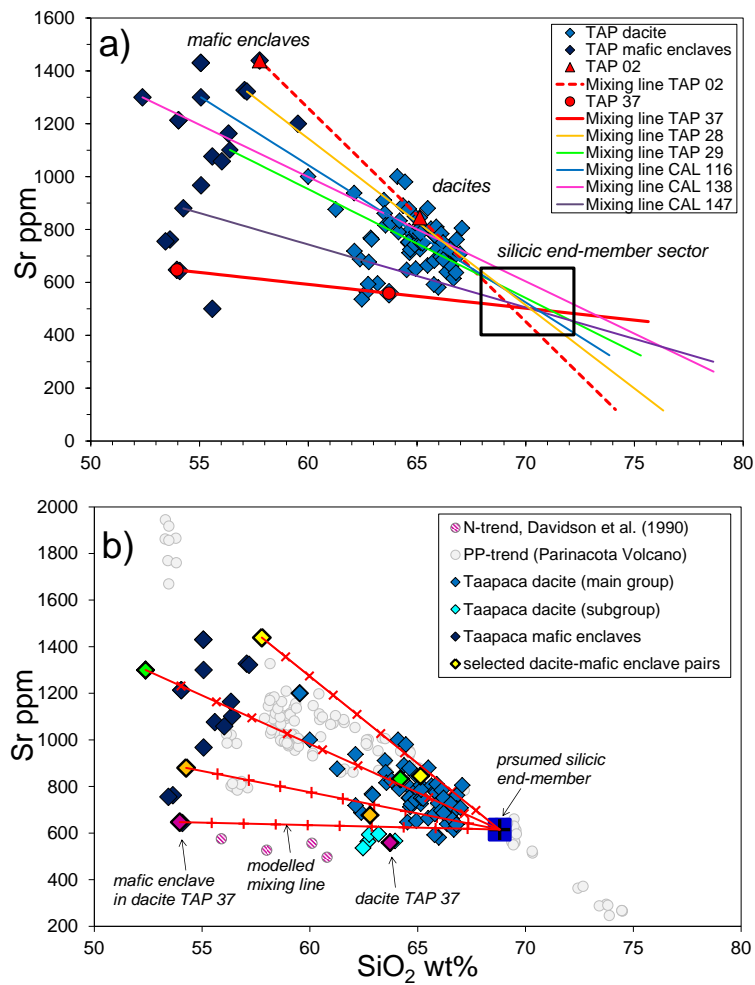 a)
mafic enclaves
dacites
silicic end-member sector
TAP dacite
TAP mafic enclaves
TAP 02
Mixing line TAP 02
TAP 37
Mixing line TAP 37
Mixing line TAP 28
Mixing line TAP 29
Mixing line CAL 116
Mixing line CAL 138
Mixing line CAL 147
Sr ppm
1600
1400
1200
1000
800
600
400
200
0
50 55 60 65 70 75 80
b)
N-trend, Davidson et al. (1990)
PP-trend (Parinacota Volcano)
Taapaca dacite (main group)
Taapaca dacite (subgroup)
Taapaca mafic enclaves
selected dacite-mafic enclave pairs
prsumed silicic
end-member
mafic enclave
in dacite TAP 37
modelled
mixing line
dacite TAP 37
Sr ppm
2000
1800
1600
1400
1200
1000
800
600
400
200
50 55 60 65 70 75 80
SiO2 wt%